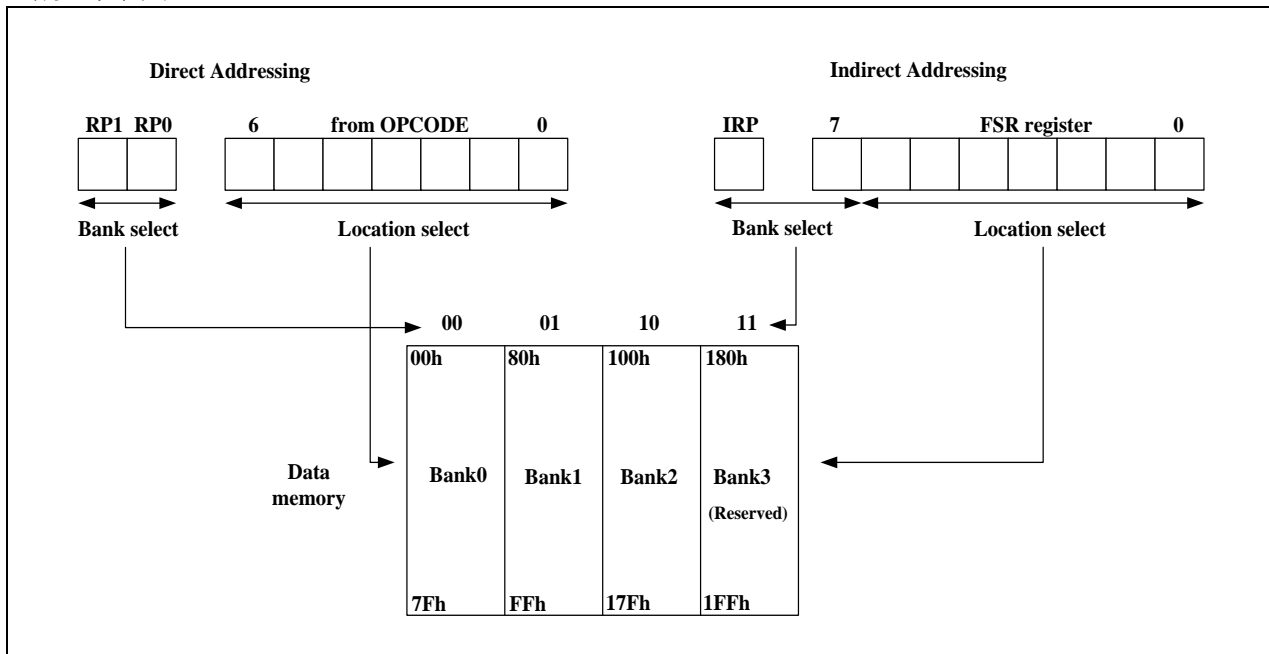 Direct Addressing
Indirect Addressing
RP1 RP0
6 from OPCODE 0
IRP
7 FSR register 0
Bank select
Location select
Bank select
Location select
00 01 10 11
00h 80h 100h 180h
Data
memory
Bank0 Bank1 Bank2 Bank3
(Reserved)
7Fh FFh 17Fh 1FFh